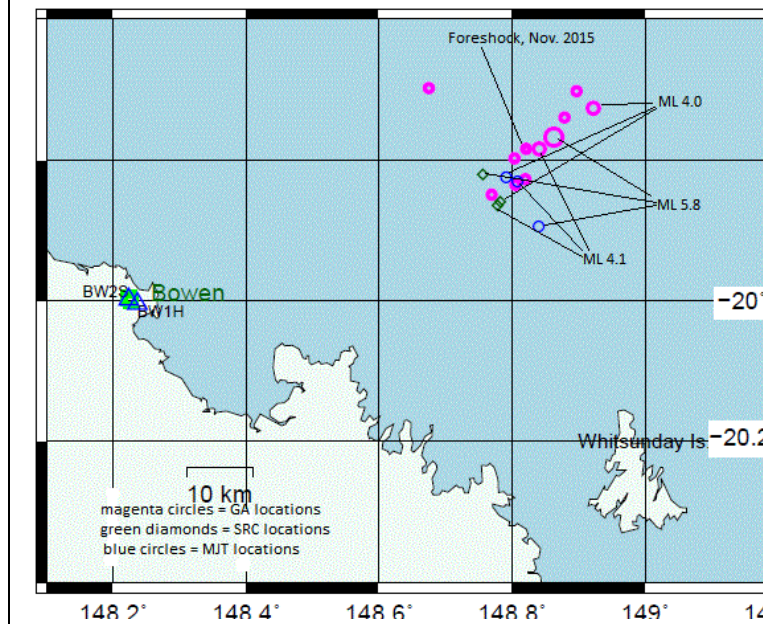 Foreshock, Nov. 2015
ML 4.0
ML 5.8
ML 4.1
BW2S
Bowen
BW1H
−20°
Whitsunday Is.
−20.2
10 km
magenta circles = GA locations
green diamonds = SRC locations
blue circles = MJT locations
148.2° 148.4° 148.6° 148.8° 149° 14